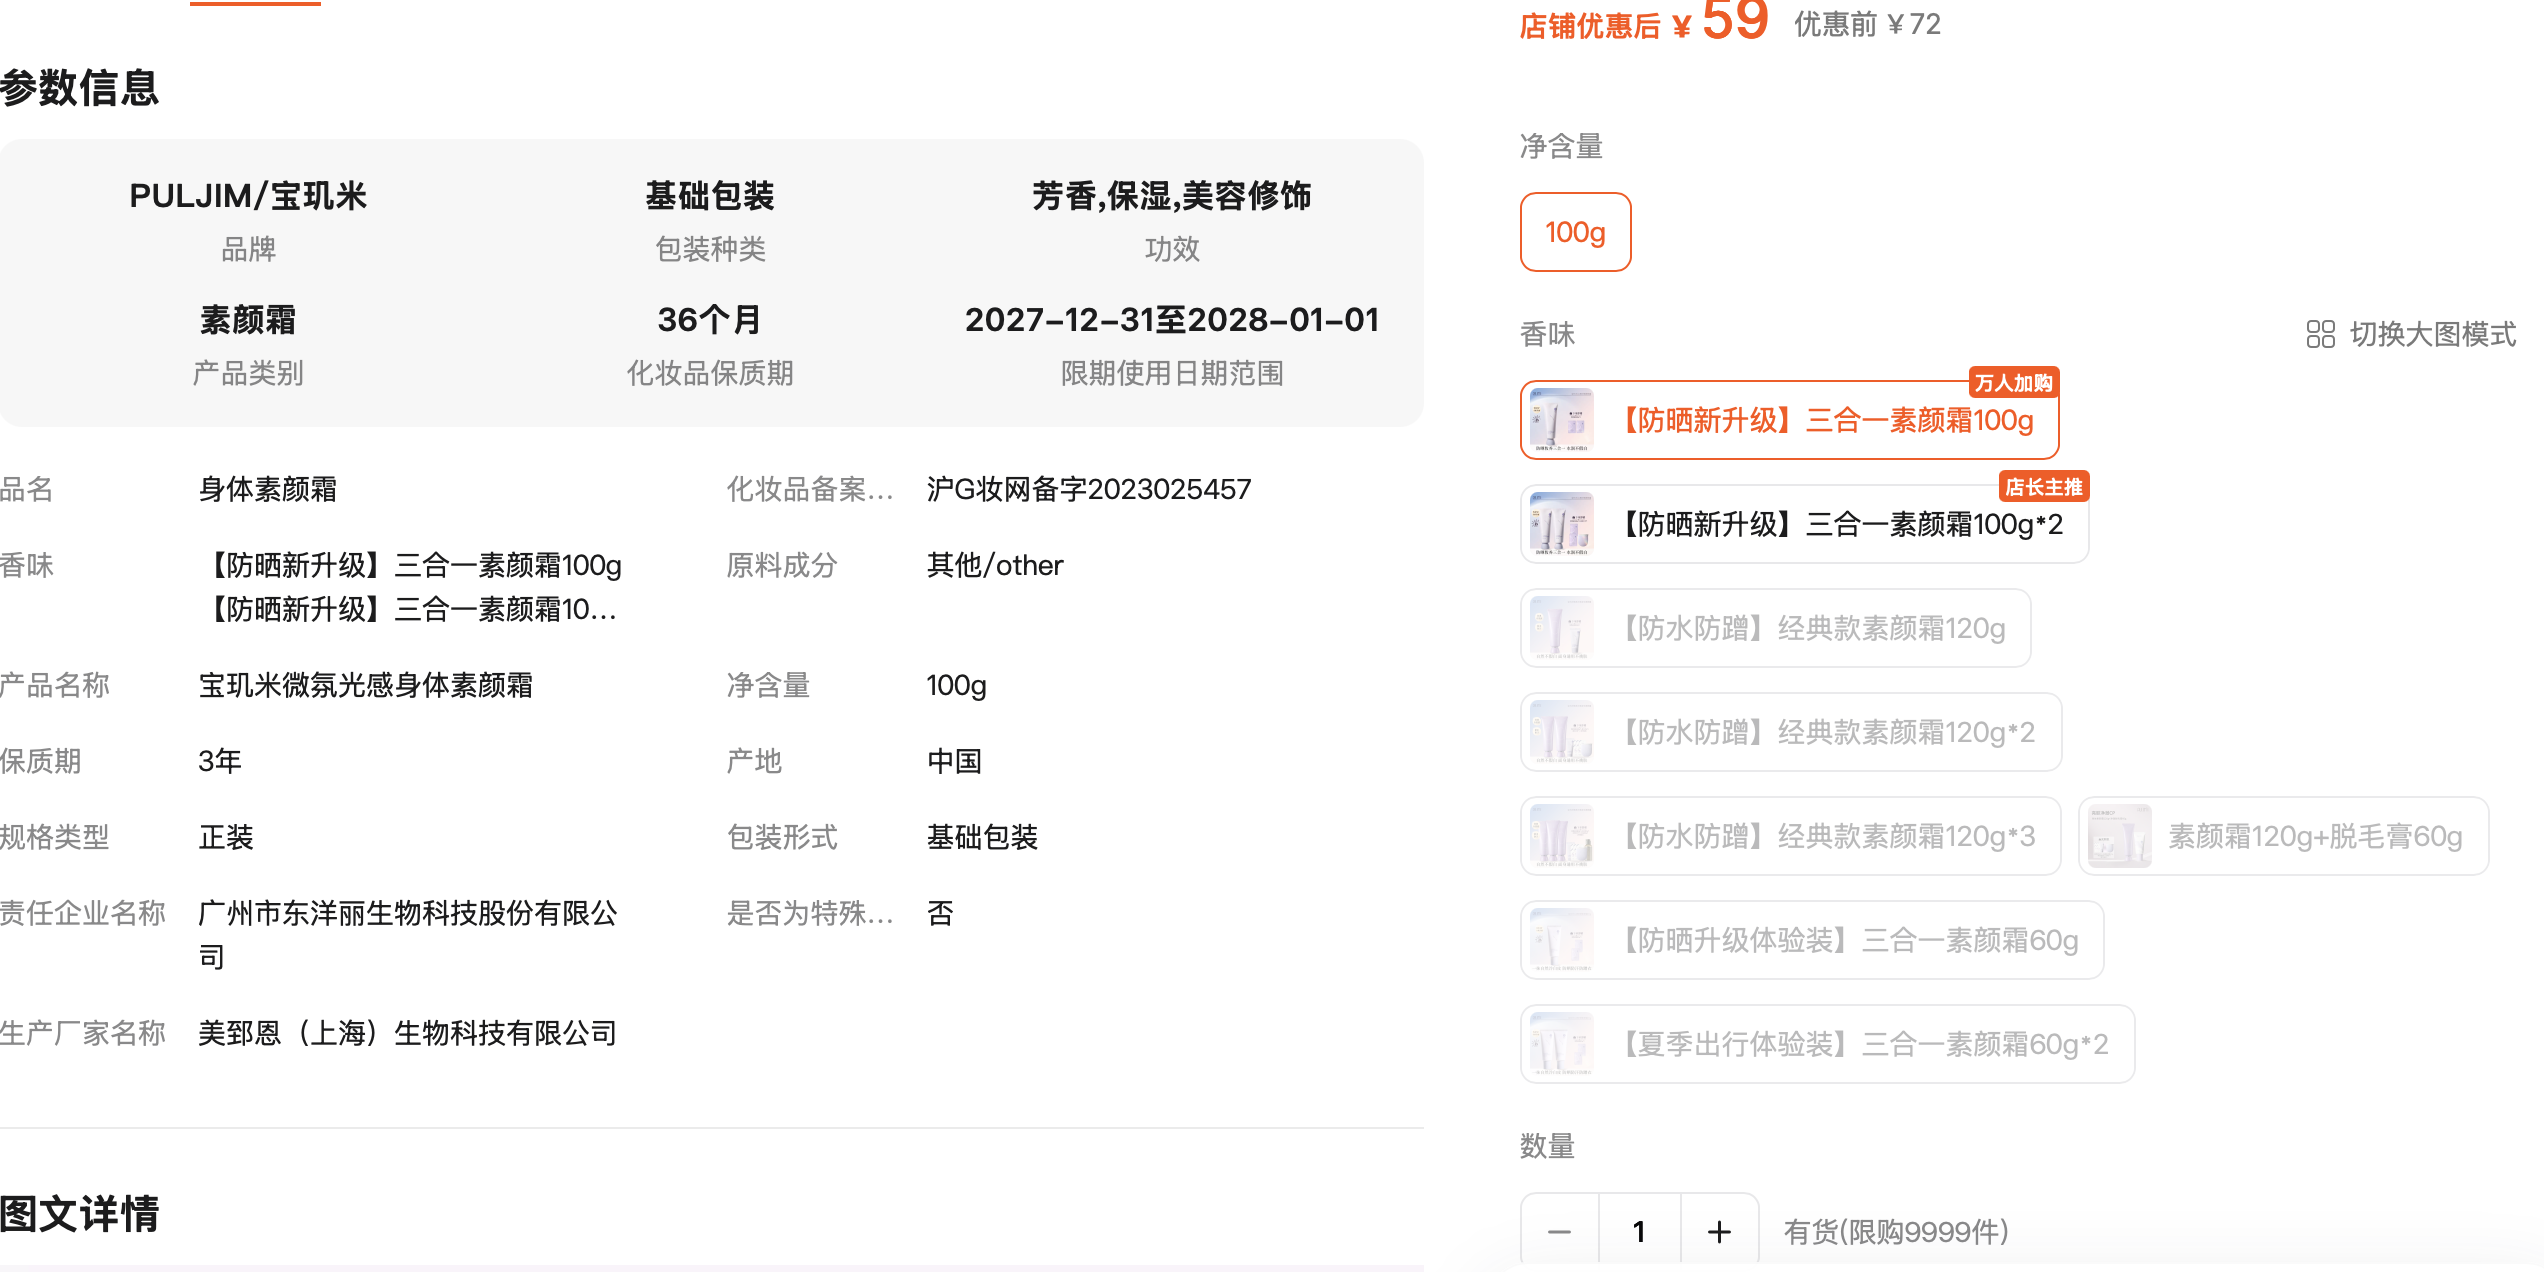 参数信息
PULJIM/宝玑米
品牌
基础包装
包装种类
芳香,保湿,美容修饰
功效
素颜霜
产品类别
36个月
化妆品保质期
2027-12-31至2028-01-01
限期使用日期范围
品名
身体素颜霜
化妆品备案...
沪G妆网备字2023025457
香味
【防晒新升级】三合一素颜霜100g
【防晒新升级】三合一素颜霜10...
原料成分
其他/other
产品名称
宝玑米微氛光感身体素颜霜
净含量
100g
保质期
3年
产地
中国
规格类型
正装
包装形式
基础包装
责任企业名称
广州市东洋丽生物科技股份有限公
司
是否为特殊...
否
生产厂家名称
美郅恩（上海）生物科技有限公司
图文详情
店铺优惠后 ¥ 59 优惠前 ¥72
净含量
100g
香味
切换大图模式
万人加购
【防晒新升级】三合一素颜霜100g
店长主推
【防晒新升级】三合一素颜霜100g*2
【防水防蹭】经典款素颜霜120g
【防水防蹭】经典款素颜霜120g*2
【防水防蹭】经典款素颜霜120g*3
素颜霜120g+脱毛膏60g
【防晒升级体验装】三合一素颜霜60g
【夏季出行体验装】三合一素颜霜60g*2
数量
1
有货(限购9999件)